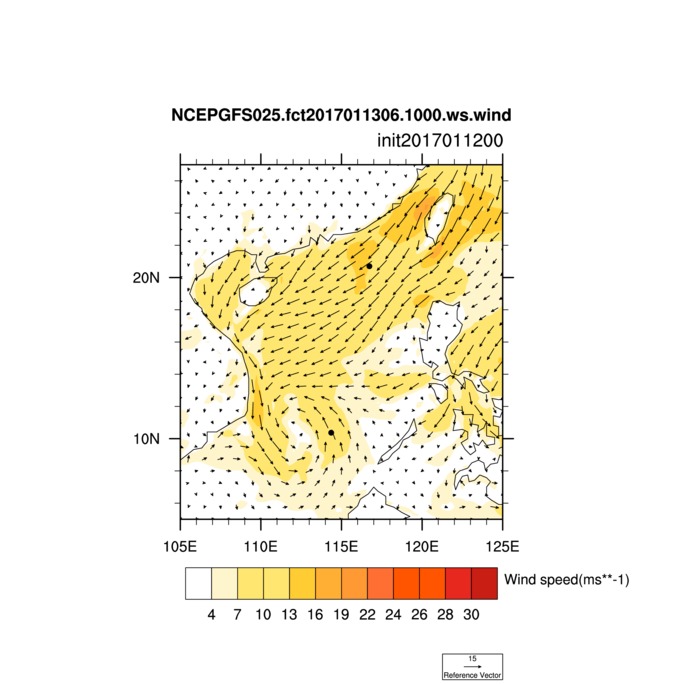 NCEPGFS025.fct2017011306.1000.ws.wind
init2017011200
20N
10N
105E 110E 115E 120E 125E
Wind speed(ms**-1)
4 7 10 13 16 19 22 24 26 28 30
15
Reference Vector